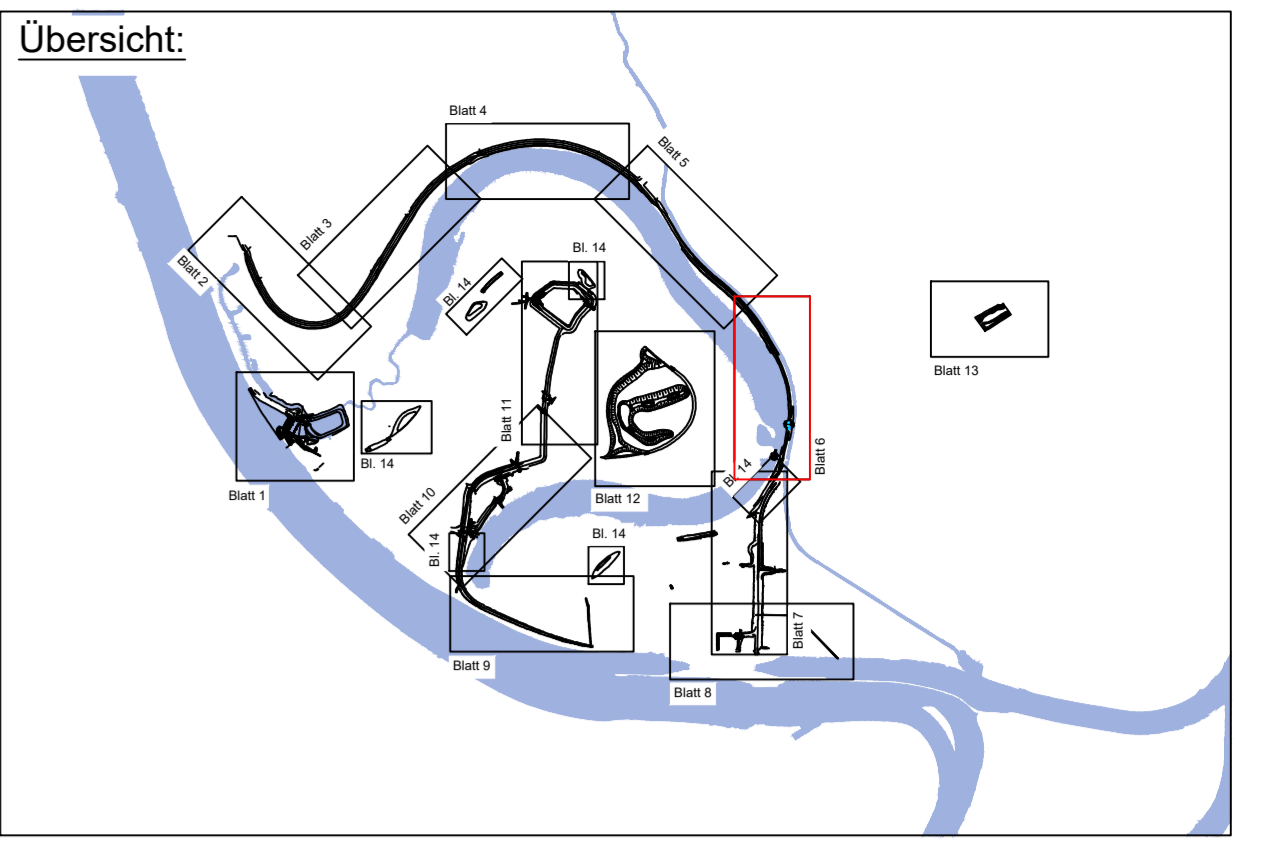 Übersicht:
Blatt 4
Blatt 5
Blatt 3
Blatt 2
Bl. 14
Bl. 14
Blatt 13
Blatt 11
Blatt 6
Bl. 14
Blatt 1
Bl. 14
Blatt 12
Blatt 10
Bl. 14
Bl. 14
Blatt 7
Blatt 9
Blatt 8